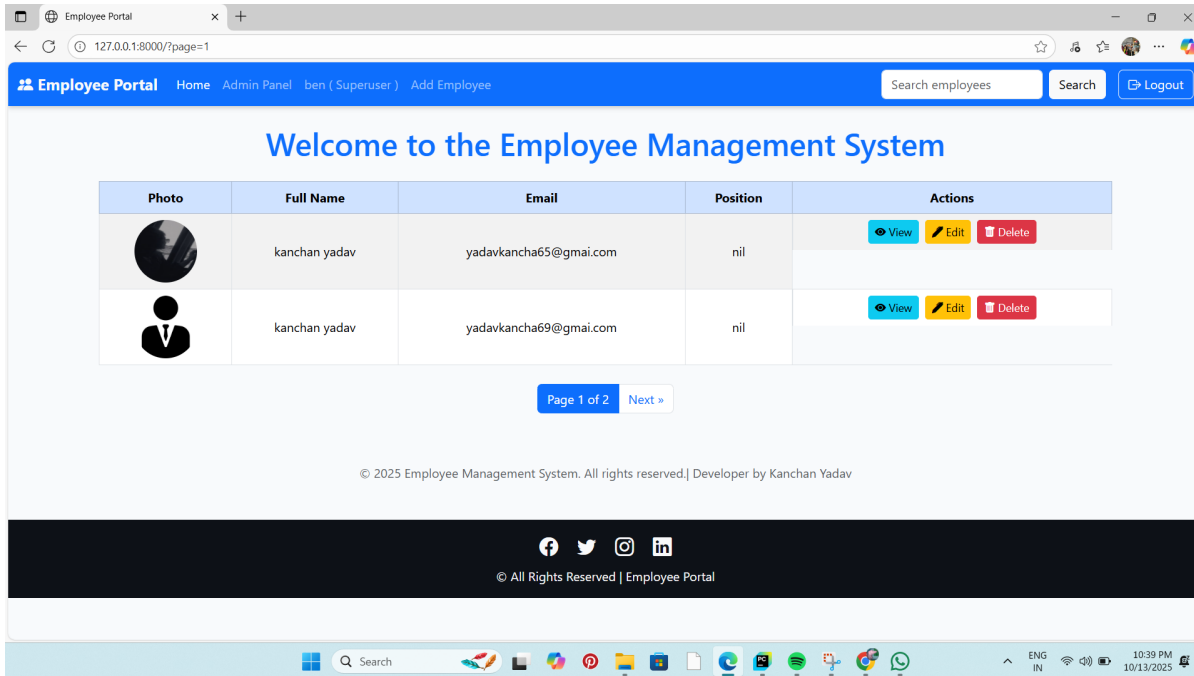 Employee Portal
127.0.0.1:8000/?page=1
Employee Portal Home Admin Panel ben ( Superuser ) Add Employee Search employees Search Logout
Welcome to the Employee Management System
Photo Full Name Email Position Actions
kanchan yadav yadavkancha65@gmai.com nil View Edit Delete
kanchan yadav yadavkancha69@gmai.com nil View Edit Delete
Page 1 of 2 Next »
© 2025 Employee Management System. All rights reserved.| Developer by Kanchan Yadav
© All Rights Reserved | Employee Portal
Search ENG 10:39 PM
IN 10/13/2025